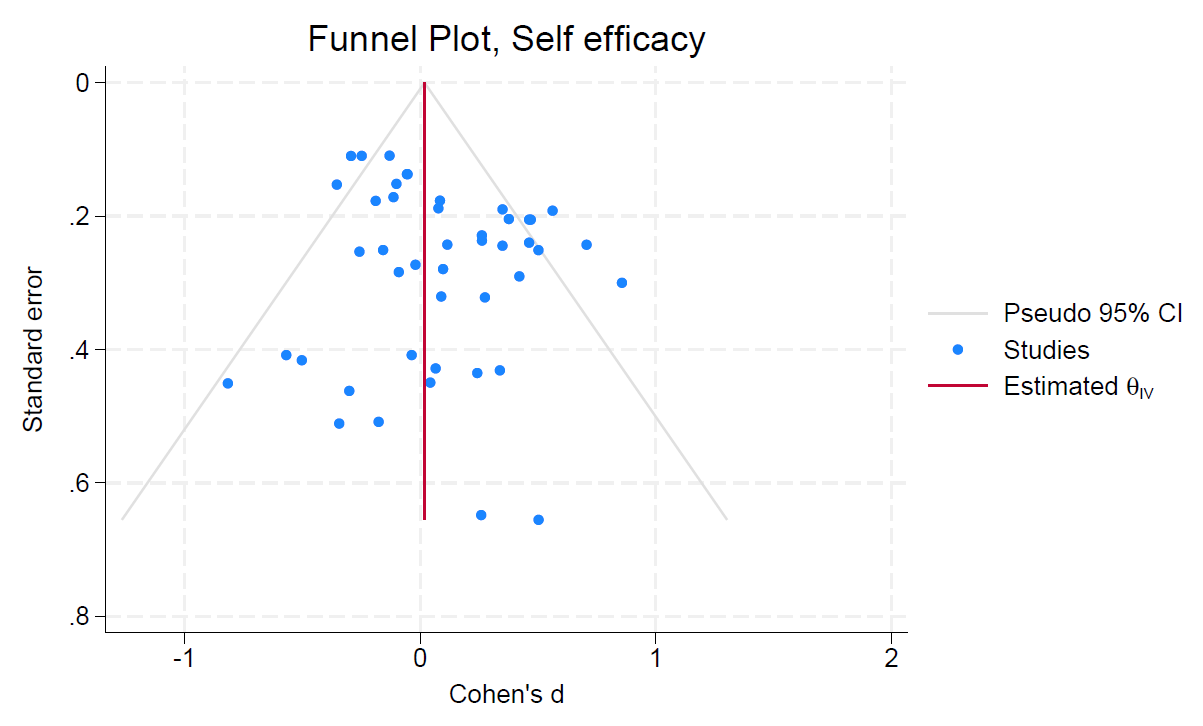 Funnel Plot, Self efficacy
0
.2
.4
.6
.8
Standard error
-1
0
1
2
Cohen's d
Pseudo 95% CI
Studies
Estimated θIV